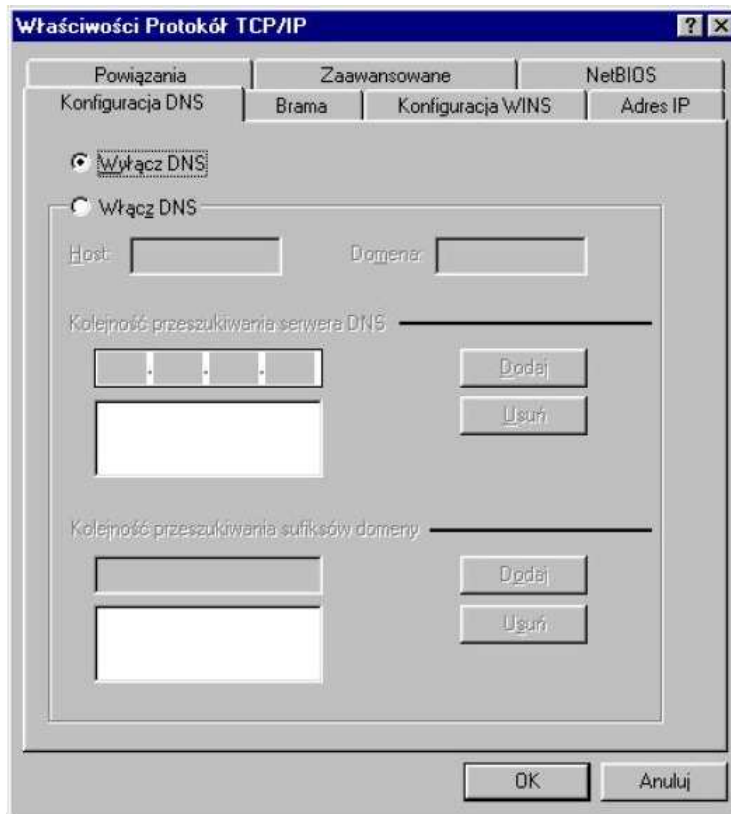 Właściwości Protokół TCP/IP
Powiązania Zaawansowane NetBIOS
Konfiguracja DNS Brama Konfiguracja WINS Adres IP
Wyłącz DNS
Włącz DNS
Host: Domena:
Kolejność przeszukiwania serwera DNS
. . . Dodaj
Usuń
Kolejność przeszukiwania sufiksów domeny
Dodaj
Usuń
OK Anuluj